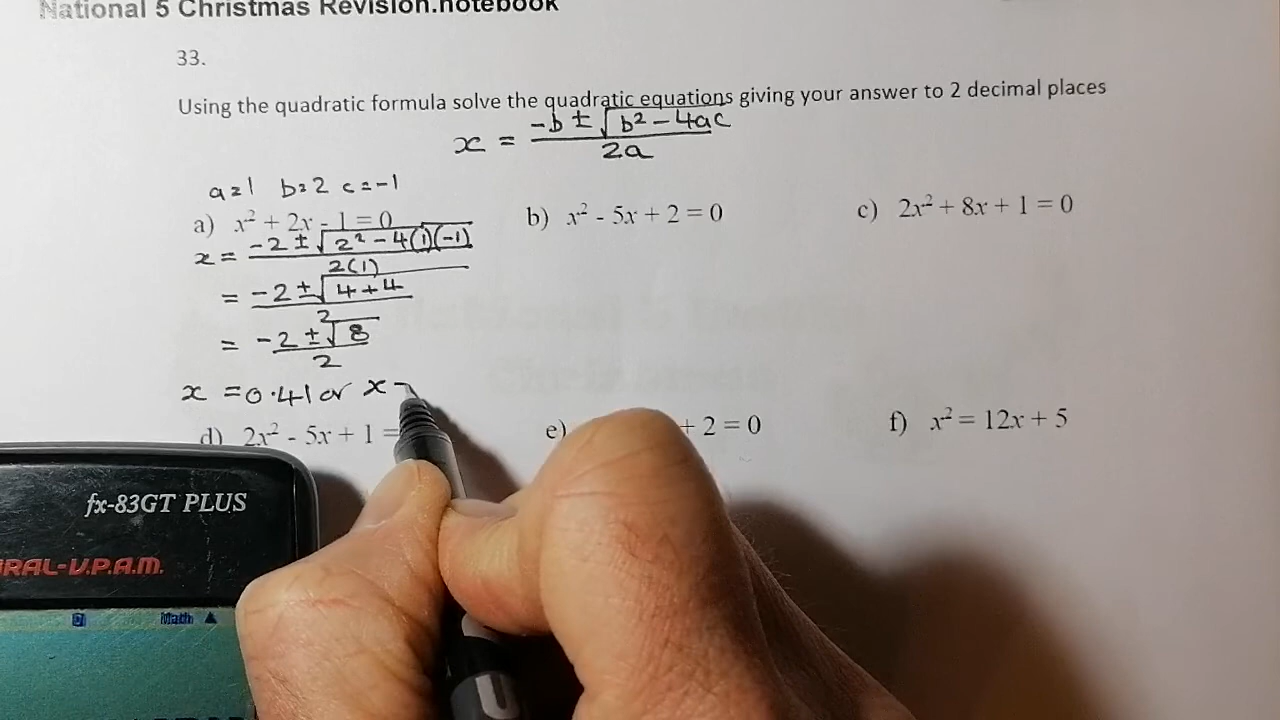 National 5 Christmas Revision.notebook
33.
Using the quadratic formula solve the quadratic equations giving your answer to 2 decimal places
x = -b ± √b² - 4ac / 2a
a=1 b=2 c=-1
a) x² + 2x - 1 = 0
b) x² - 5x + 2 = 0
c) 2x² + 8x + 1 = 0
x = -2 ± √2² - 4(1)(-1) / 2(1)
= -2 ± √4+4 / 2
= -2 ± √8 / 2
x = 0.41 or x
d) 2x² - 5x + 1 =
e) + 2 = 0
f) x² = 12x + 5
fx-83GT PLUS
RAL-V.P.A.M.
D Math ▲
U